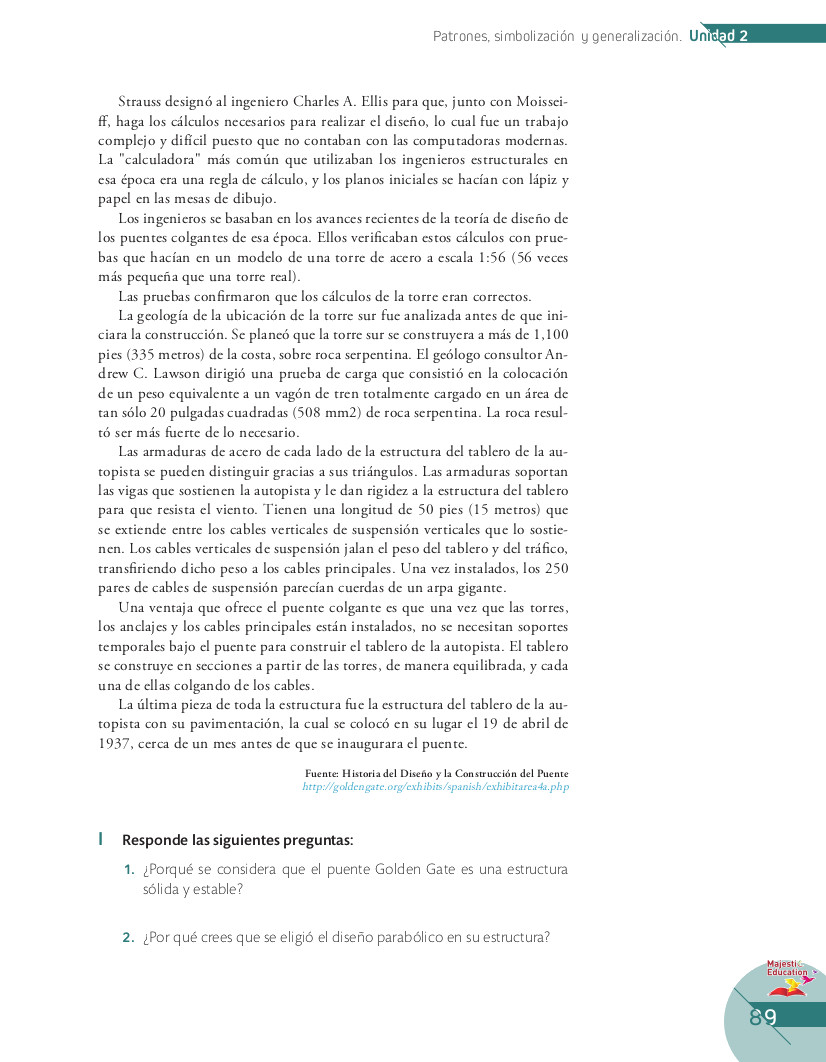 Patrones, simbolización y generalización. Unidad 2
Strauss designó al ingeniero Charles A. Ellis para que, junto con Moissei-
ff, haga los cálculos necesarios para realizar el diseño, lo cual fue un trabajo
complejo y difícil puesto que no contaban con las computadoras modernas.
La "calculadora" más común que utilizaban los ingenieros estructurales en
esa época era una regla de cálculo, y los planos iniciales se hacían con lápiz y
papel en las mesas de dibujo.
Los ingenieros se basaban en los avances recientes de la teoría de diseño de
los puentes colgantes de esa época. Ellos verificaban estos cálculos con prue-
bas que hacían en un modelo de una torre de acero a escala 1:56 (56 veces
más pequeña que una torre real).
Las pruebas confirmaron que los cálculos de la torre eran correctos.
La geología de la ubicación de la torre sur fue analizada antes de que ini-
ciara la construcción. Se planeó que la torre sur se construyera a más de 1,100
pies (335 metros) de la costa, sobre roca serpentina. El geólogo consultor An-
drew C. Lawson dirigió una prueba de carga que consistió en la colocación
de un peso equivalente a un vagón de tren totalmente cargado en un área de
tan sólo 20 pulgadas cuadradas (508 mm2) de roca serpentina. La roca resul-
tó ser más fuerte de lo necesario.
Las armaduras de acero de cada lado de la estructura del tablero de la au-
topista se pueden distinguir gracias a sus triángulos. Las armaduras soportan
las vigas que sostienen la autopista y le dan rigidez a la estructura del tablero
para que resista el viento. Tienen una longitud de 50 pies (15 metros) que
se extiende entre los cables verticales de suspensión verticales que lo sostie-
nen. Los cables verticales de suspensión jalan el peso del tablero y del tráfico,
transfiriendo dicho peso a los cables principales. Una vez instalados, los 250
pares de cables de suspensión parecían cuerdas de un arpa gigante.
Una ventaja que ofrece el puente colgante es que una vez que las torres,
los anclajes y los cables principales están instalados, no se necesitan soportes
temporales bajo el puente para construir el tablero de la autopista. El tablero
se construye en secciones a partir de las torres, de manera equilibrada, y cada
una de ellas colgando de los cables.
La última pieza de toda la estructura fue la estructura del tablero de la au-
topista con su pavimentación, la cual se colocó en su lugar el 19 de abril de
1937, cerca de un mes antes de que se inaugurara el puente.
Fuente: Historia del Diseño y la Construcción del Puente
http://goldengate.org/exhibits/spanish/exhibitarea4a.php
I Responde las siguientes preguntas:
1. ¿Porqué se considera que el puente Golden Gate es una estructura
sólida y estable?
2. ¿Por qué crees que se eligió el diseño parabólico en su estructura?
Majestic
Education
89